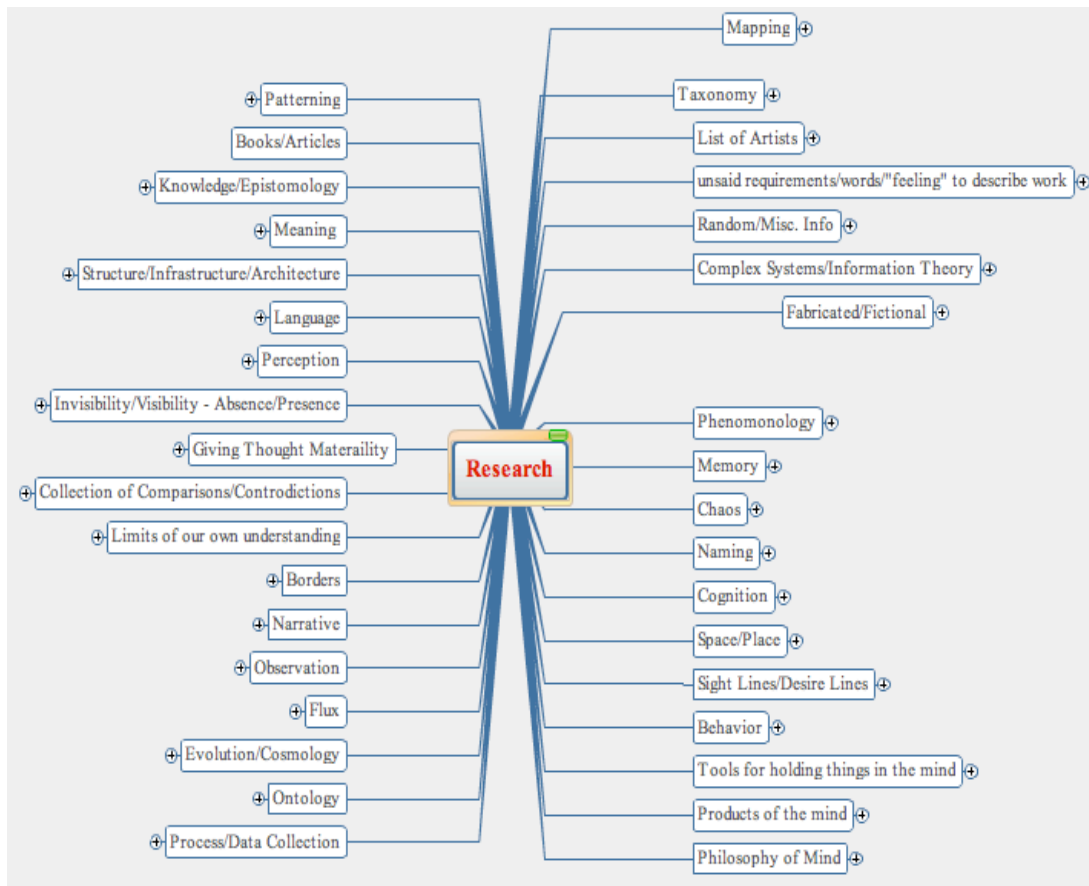 Mapping
Patterning
Taxonomy
Books/Articles
List of Artists
Knowledge/Epistomology
unsaid requirements/words/"feeling" to describe work
Meaning
Random/Misc. Info
Structure/Infrastructure/Architecture
Complex Systems/Information Theory
Language
Fabricated/Fictional
Perception
Invisibility/Visibility - Absence/Presence
Phenomonology
Giving Thought Materaility
Research
Memory
Collection of Comparisons/Controdictions
Chaos
Limits of our own understanding
Naming
Borders
Cognition
Narrative
Space/Place
Observation
Sight Lines/Desire Lines
Flux
Behavior
Evolution/Cosmology
Tools for holding things in the mind
Ontology
Products of the mind
Process/Data Collection
Philosophy of Mind